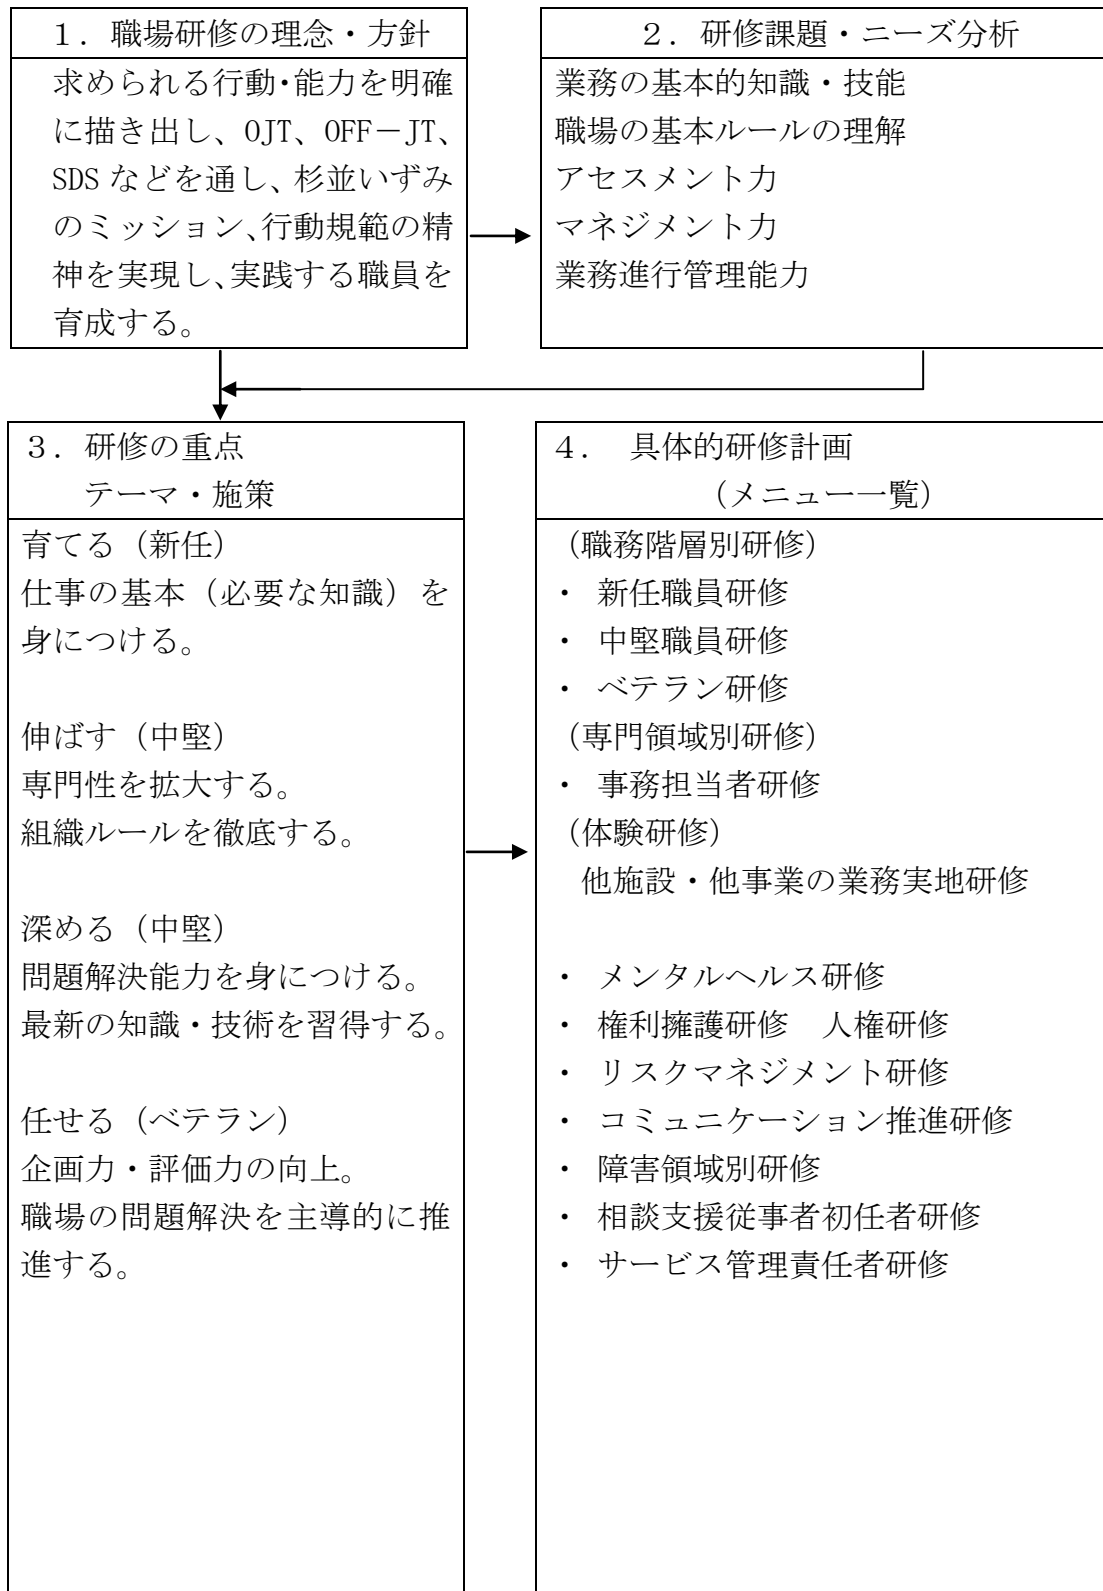 １．職場研修の理念・方針
求められる行動・能力を明確
に描き出し、OJT、OFF－JT、
SDS などを通し、杉並いずみ
のミッション、行動規範の精
神を実現し、実践する職員を
育成する。
２．研修課題・ニーズ分析
業務の基本的知識・技能
職場の基本ルールの理解
アセスメント力
マネジメント力
業務進行管理能力
３．研修の重点
テーマ・施策
育てる（新任）
仕事の基本（必要な知識）を
身につける。
伸ばす（中堅）
専門性を拡大する。
組織ルールを徹底する。
深める（中堅）
問題解決能力を身につける。
最新の知識・技術を習得する。
任せる（ベテラン）
企画力・評価力の向上。
職場の問題解決を主導的に推
進する。
４．　具体的研修計画
（メニュー一覧）
（職務階層別研修）
・ 新任職員研修
・ 中堅職員研修
・ ベテラン研修
（専門領域別研修）
・ 事務担当者研修
（体験研修）
他施設・他事業の業務実地研修
・ メンタルヘルス研修
・ 権利擁護研修　人権研修
・ リスクマネジメント研修
・ コミュニケーション推進研修
・ 障害領域別研修
・ 相談支援従事者初任者研修
・ サービス管理責任者研修